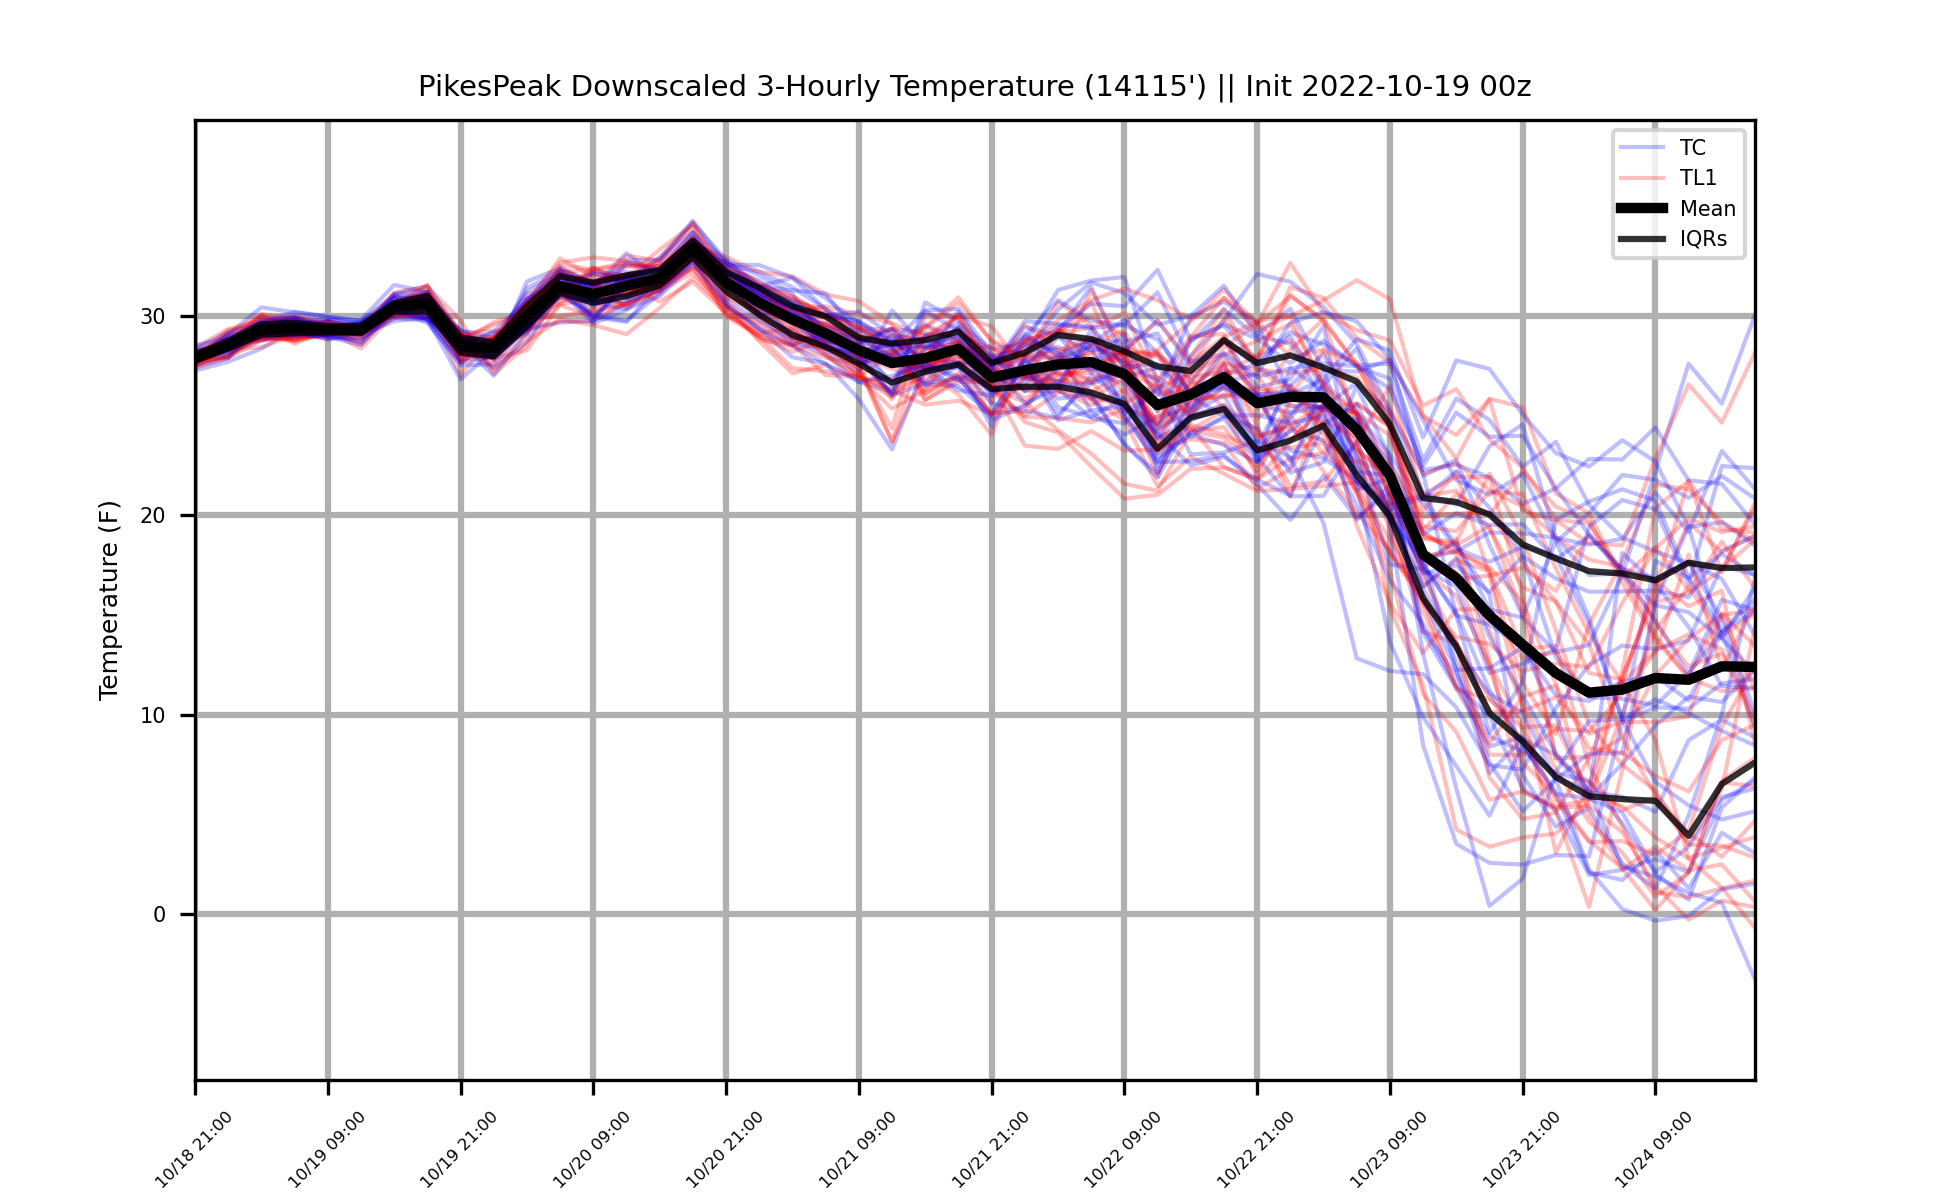 PikesPeak Downscaled 3-Hourly Temperature (14115') || Init 2022-10-19 00z
TC
TL1
Mean
IQRs
Temperature (F)
30
20
10
0
10/18 21:00
10/19 09:00
10/19 21:00
10/20 09:00
10/20 21:00
10/21 09:00
10/21 21:00
10/22 09:00
10/22 21:00
10/23 09:00
10/23 21:00
10/24 09:00